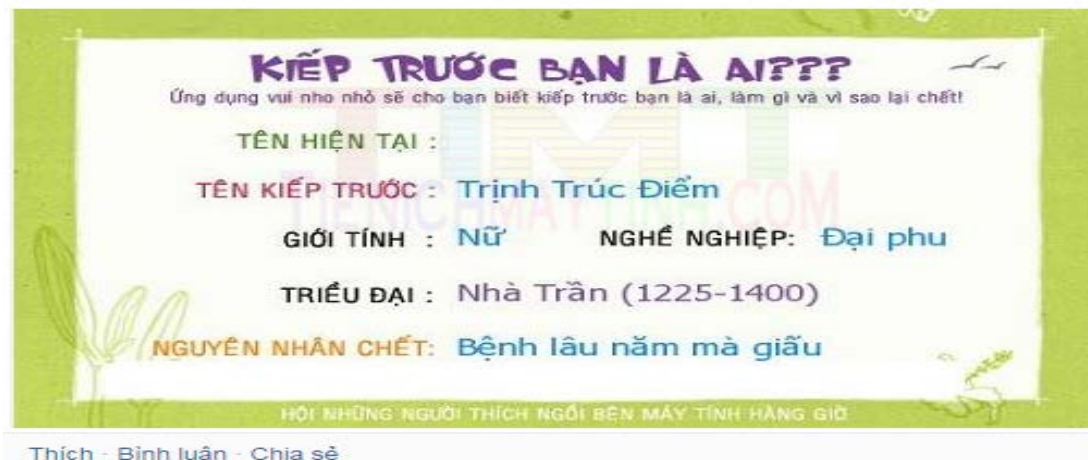 KIẾP TRƯỚC BẠN LÀ AI???
Ứng dụng vui nho nhỏ sẽ cho bạn biết kiếp trước bạn là ai, làm gì và vì sao lại chết!
TÊN HIỆN TẠI :
TÊN KIẾP TRƯỚC : Trịnh Trúc Điểm
TIENICHMAYTINH.COM
GIỚI TÍNH : Nữ NGHỀ NGHIỆP: Đại phu
TRIỀU ĐẠI : Nhà Trần (1225-1400)
NGUYÊN NHÂN CHẾT: Bệnh lâu năm mà giấu
HỘI NHỮNG NGƯỜI THÍCH NGỒI BÊN MÁY TÍNH HÀNG GIỜ
Thích · Bình luận · Chia sẻ